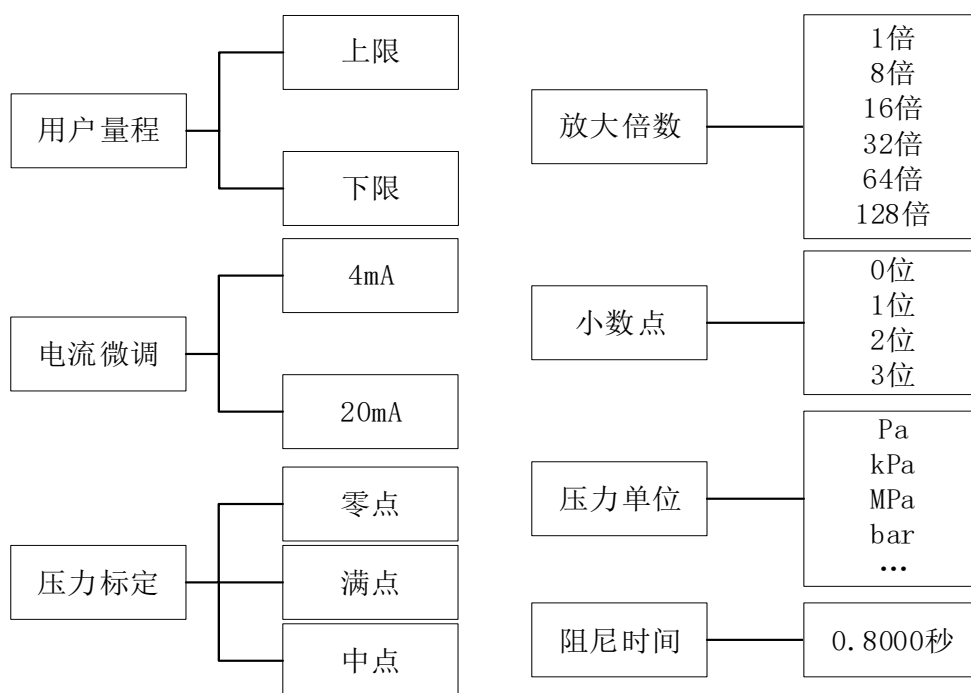 用户量程
上限
下限
电流微调
4mA
20mA
压力标定
零点
满点
中点
放大倍数
1倍
8倍
16倍
32倍
64倍
128倍
小数点
0位
1位
2位
3位
压力单位
Pa
kPa
MPa
bar
…
阻尼时间
0.8000秒